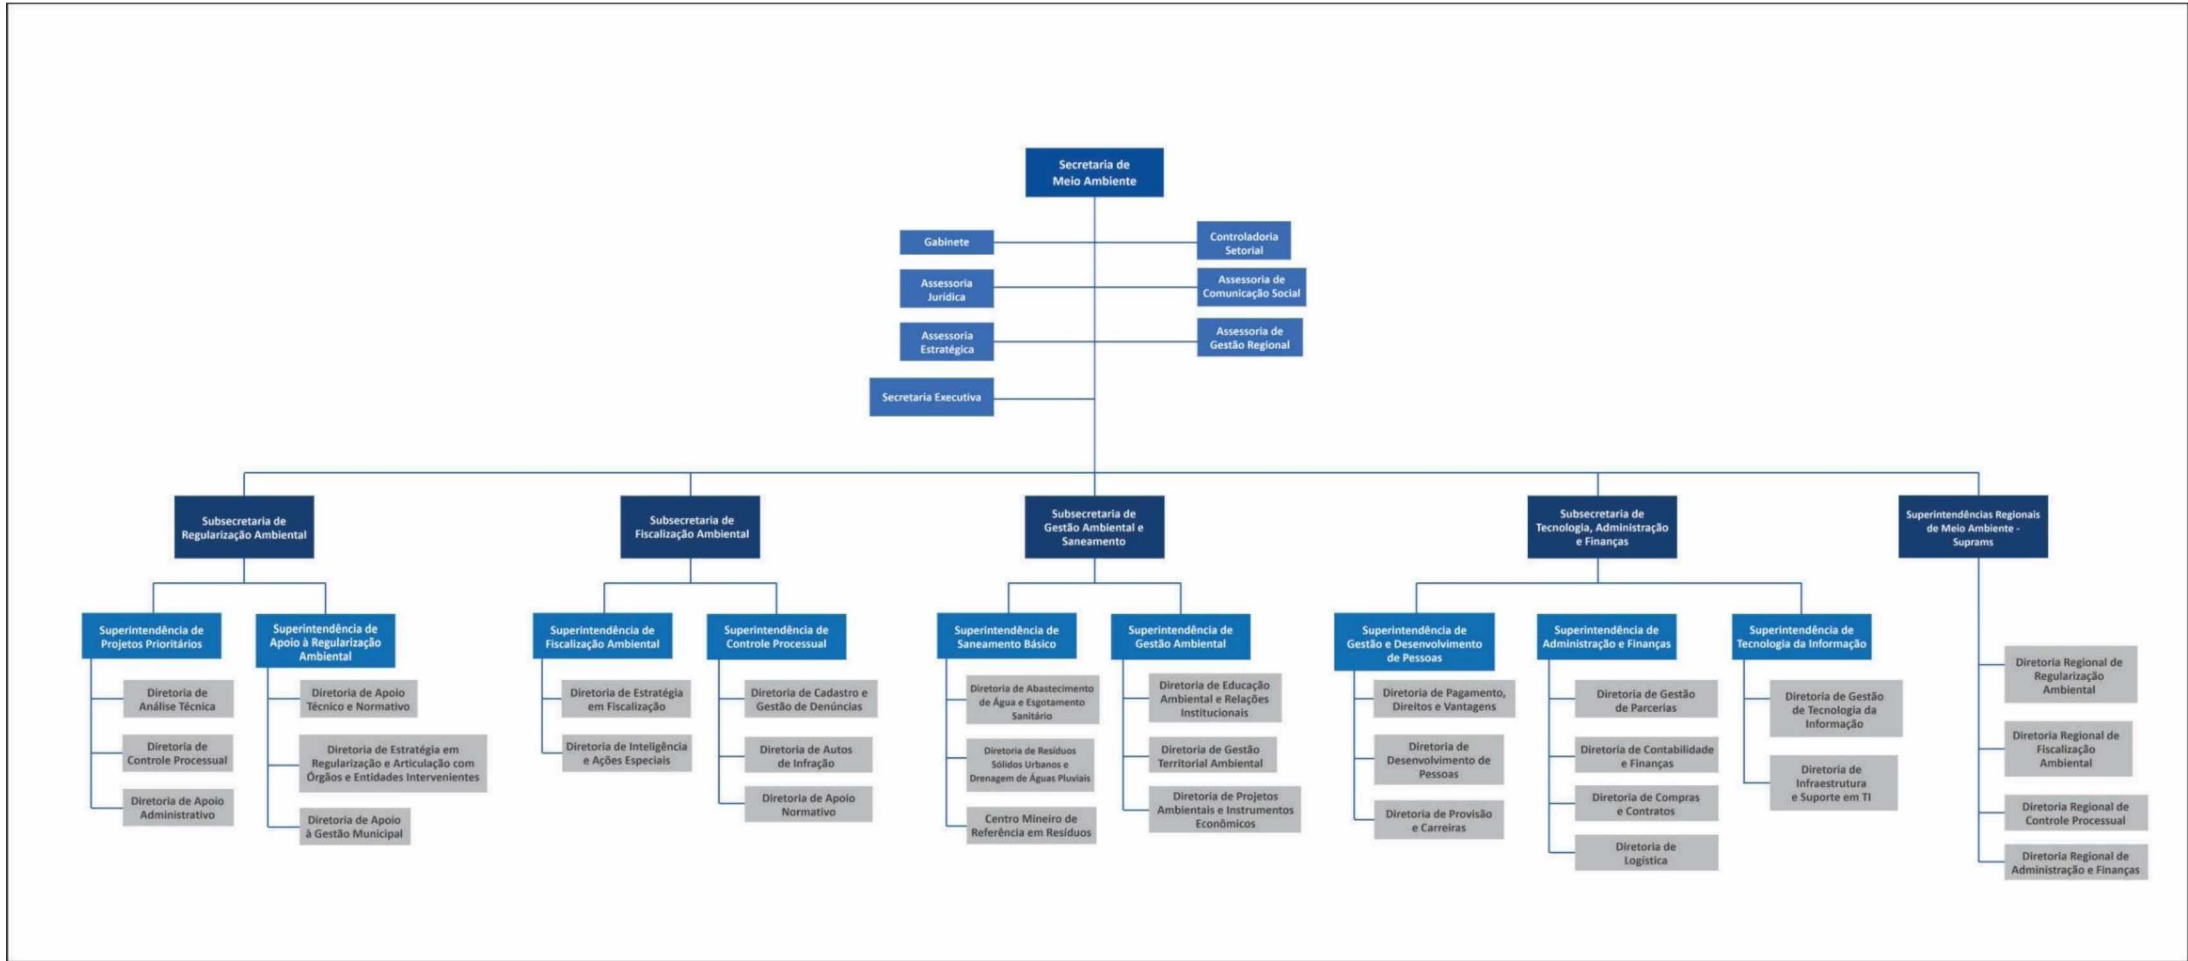 Secretaria de
Meio Ambiente
Gabinete
Controladoria
Setorial
Assessoria
Jurídica
Assessoria de
Comunicação Social
Assessoria
Estratégica
Assessoria de
Gestão Regional
Secretaria Executiva
Subsecretaria de
Regularização Ambiental
Subsecretaria de
Fiscalização Ambiental
Subsecretaria de
Gestão Ambiental e
Saneamento
Subsecretaria de
Tecnologia, Administração
e Finanças
Superintendências Regionais
de Meio Ambiente -
Suprams
Superintendência de
Projetos Prioritários
Diretoria de
Análise Técnica
Diretoria de
Controle Processual
Diretoria de Apoio
Administrativo
Superintendência de
Apoio à Regularização
Ambiental
Diretoria de Apoio
Técnico e Normativo
Diretoria de Estratégia em
Regularização e Articulação com
Órgãos e Entidades Intervenientes
Diretoria de Apoio
à Gestão Municipal
Superintendência de
Fiscalização Ambiental
Diretoria de Estratégia
em Fiscalização
Diretoria de Inteligência
e Ações Especiais
Superintendência de
Controle Processual
Diretoria de Cadastro e
Gestão de Denúncias
Diretoria de Autos
de Infração
Diretoria de Apoio
Normativo
Superintendência de
Saneamento Básico
Diretoria de Abastecimento
de Água e Esgotamento
Sanitário
Diretoria de Resíduos
Sólidos Urbanos e
Drenagem de Águas Pluviais
Centro Mineiro de
Referência em Resíduos
Superintendência de
Gestão Ambiental
Diretoria de Educação
Ambiental e Relações
Institucionais
Diretoria de Gestão
Territorial Ambiental
Diretoria de Projetos
Ambientais e Instrumentos
Econômicos
Superintendência de
Gestão e Desenvolvimento
de Pessoas
Diretoria de Pagamento,
Direitos e Vantagens
Diretoria de
Desenvolvimento de
Pessoas
Diretoria de Provisão
e Carreiras
Superintendência de
Administração e Finanças
Diretoria de Gestão
de Parcerias
Diretoria de Contabilidade
e Finanças
Diretoria de Compras
e Contratos
Diretoria de
Logística
Superintendência de
Tecnologia da Informação
Diretoria de Gestão
de Tecnologia da
Informação
Diretoria de
Infraestrutura
e Suporte em TI
Diretoria Regional de
Regularização
Ambiental
Diretoria Regional de
Fiscalização
Ambiental
Diretoria Regional de
Controle Processual
Diretoria Regional de
Administração e Finanças